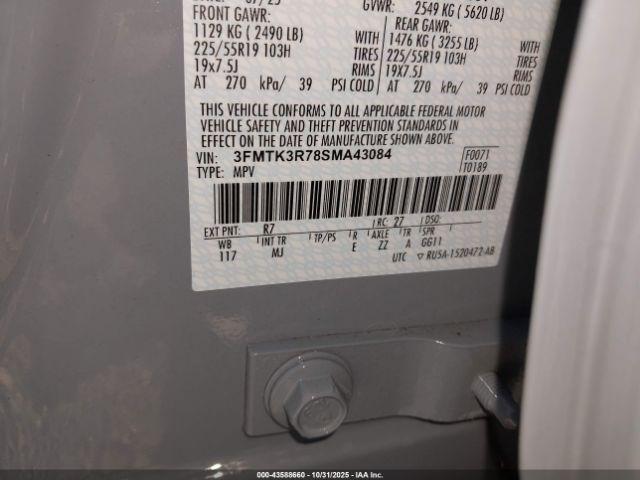 GVWR: 2549 KG ( 5620 LB)
FRONT GAWR: REAR GAWR:
1129 KG ( 2490 LB) WITH 1476 KG ( 3255 LB) WITH
225/55R19 103H TIRES 225/55R19 103H TIRES
19X7.5J RIMS 19X7.5J RIMS
AT 270 kPa/ 39 PSI COLD AT 270 kPa/ 39 PSI COLD
THIS VEHICLE CONFORMS TO ALL APPLICABLE FEDERAL MOTOR
VEHICLE SAFETY AND THEFT PREVENTION STANDARDS IN
EFFECT ON THE DATE OF MANUFACTURE SHOWN ABOVE.
VIN: 3FMTK3R78SMA43084 F0071
TYPE: MPV T0189
EXT PNT: R7 RC: 27 DSO:
WB INT TR TP/PS R AXLE TR SPR
117 MJ E ZZ A GG11
UTC ▽ RU5A-1520472-AB
000-43588660 - 10/31/2025 - IAAI Inc.